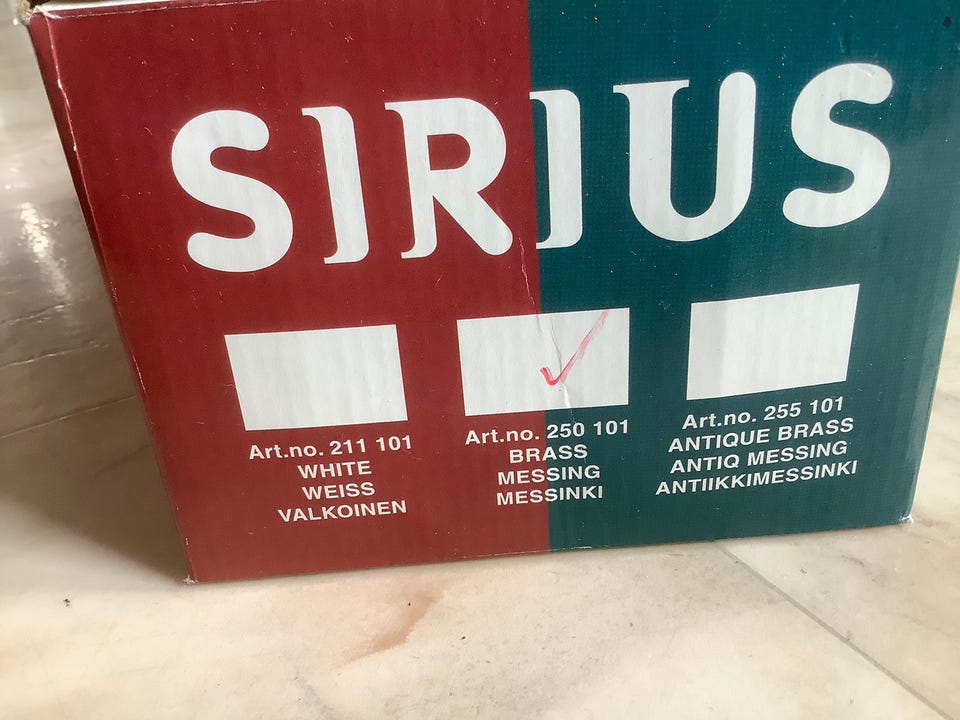 SIRIUS
Art.no. 211 101
WHITE
WEISS
VALKOINEN
Art.no. 250 101
BRASS
MESSING
MESSINKI
Art.no. 255 101
ANTIQUE BRASS
ANTIQ MESSING
ANTIIKKIMESSINKI